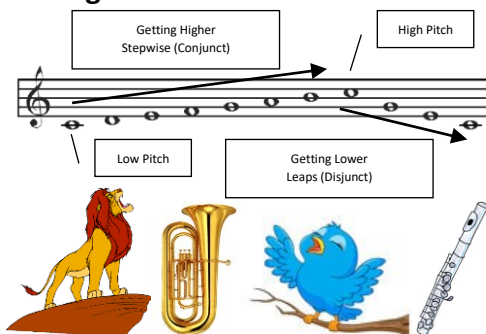 Getting Higher
Stepwise (Conjunct)
High Pitch
Low Pitch
Getting Lower
Leaps (Disjunct)